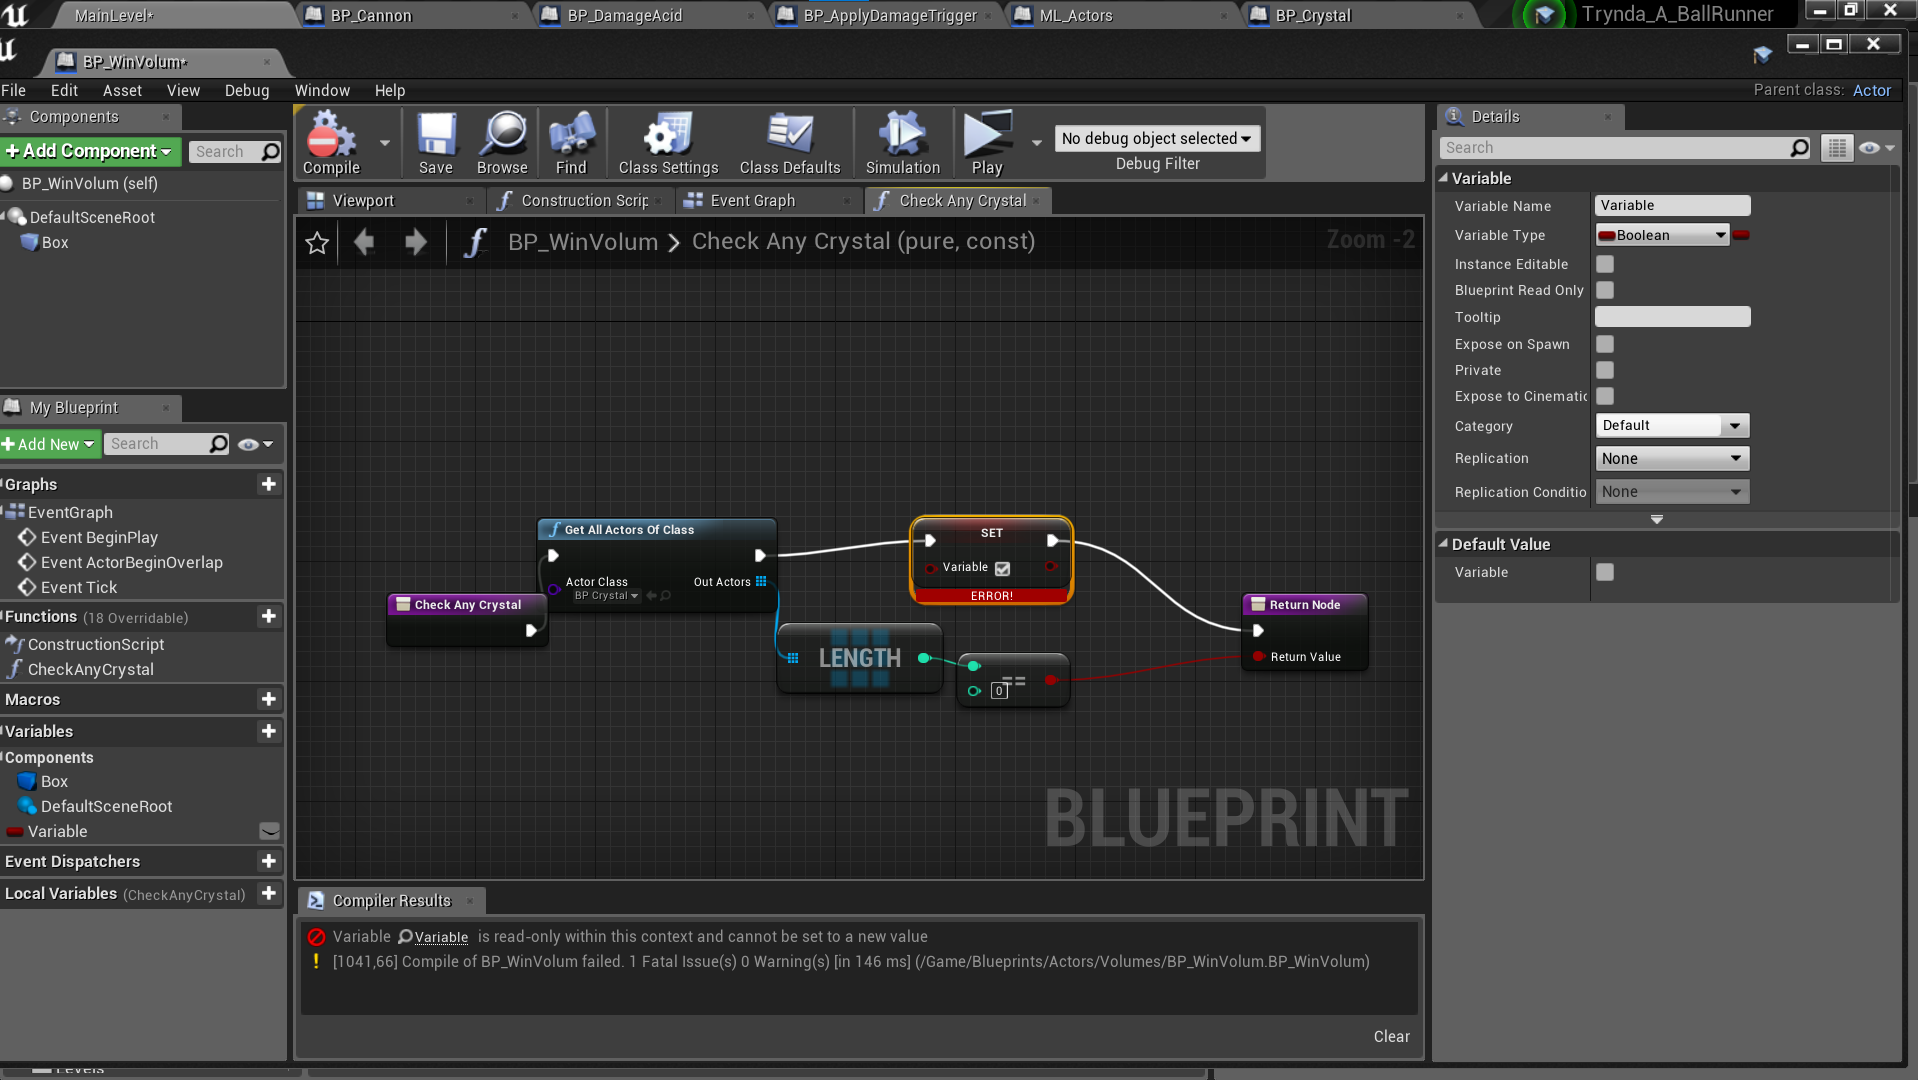 MainLevel*
BP_Cannon
BP_DamageAcid
BP_ApplyDamageTrigger
ML_Actors
BP_Crystal
Trynda_A_BallRunner
BP_WinVolum*
File Edit Asset View Debug Window Help
Parent class: Actor
Components
+ Add Component
Search
BP_WinVolum (self)
DefaultSceneRoot
Box
Compile
Save
Browse
Find
Class Settings
Class Defaults
Simulation
Play
No debug object selected
Debug Filter
Viewport
Construction Scrip
Event Graph
Check Any Crystal
BP_WinVolum > Check Any Crystal (pure, const)
Zoom -2
My Blueprint
+ Add New
Search
Graphs
EventGraph
Event BeginPlay
Event ActorBeginOverlap
Event Tick
Functions (18 Overridable)
ConstructionScript
CheckAnyCrystal
Macros
Variables
Components
Box
DefaultSceneRoot
Variable
Event Dispatchers
Local Variables (CheckAnyCrystal)
Get All Actors Of Class
Actor Class
BP Crystal
Out Actors
Check Any Crystal
SET
Variable
ERROR!
LENGTH
0
==
Return Node
Return Value
BLUEPRINT
Compiler Results
Variable Variable is read-only within this context and cannot be set to a new value
[1041,66] Compile of BP_WinVolum failed. 1 Fatal Issue(s) 0 Warning(s) [in 146 ms] (/Game/Blueprints/Actors/Volumes/BP_WinVolum.BP_WinVolum)
Clear
Details
Search
Variable
Variable Name Variable
Variable Type Boolean
Instance Editable
Blueprint Read Only
Tooltip
Expose on Spawn
Private
Expose to Cinematic
Category Default
Replication None
Replication Conditio None
Default Value
Variable
Levels